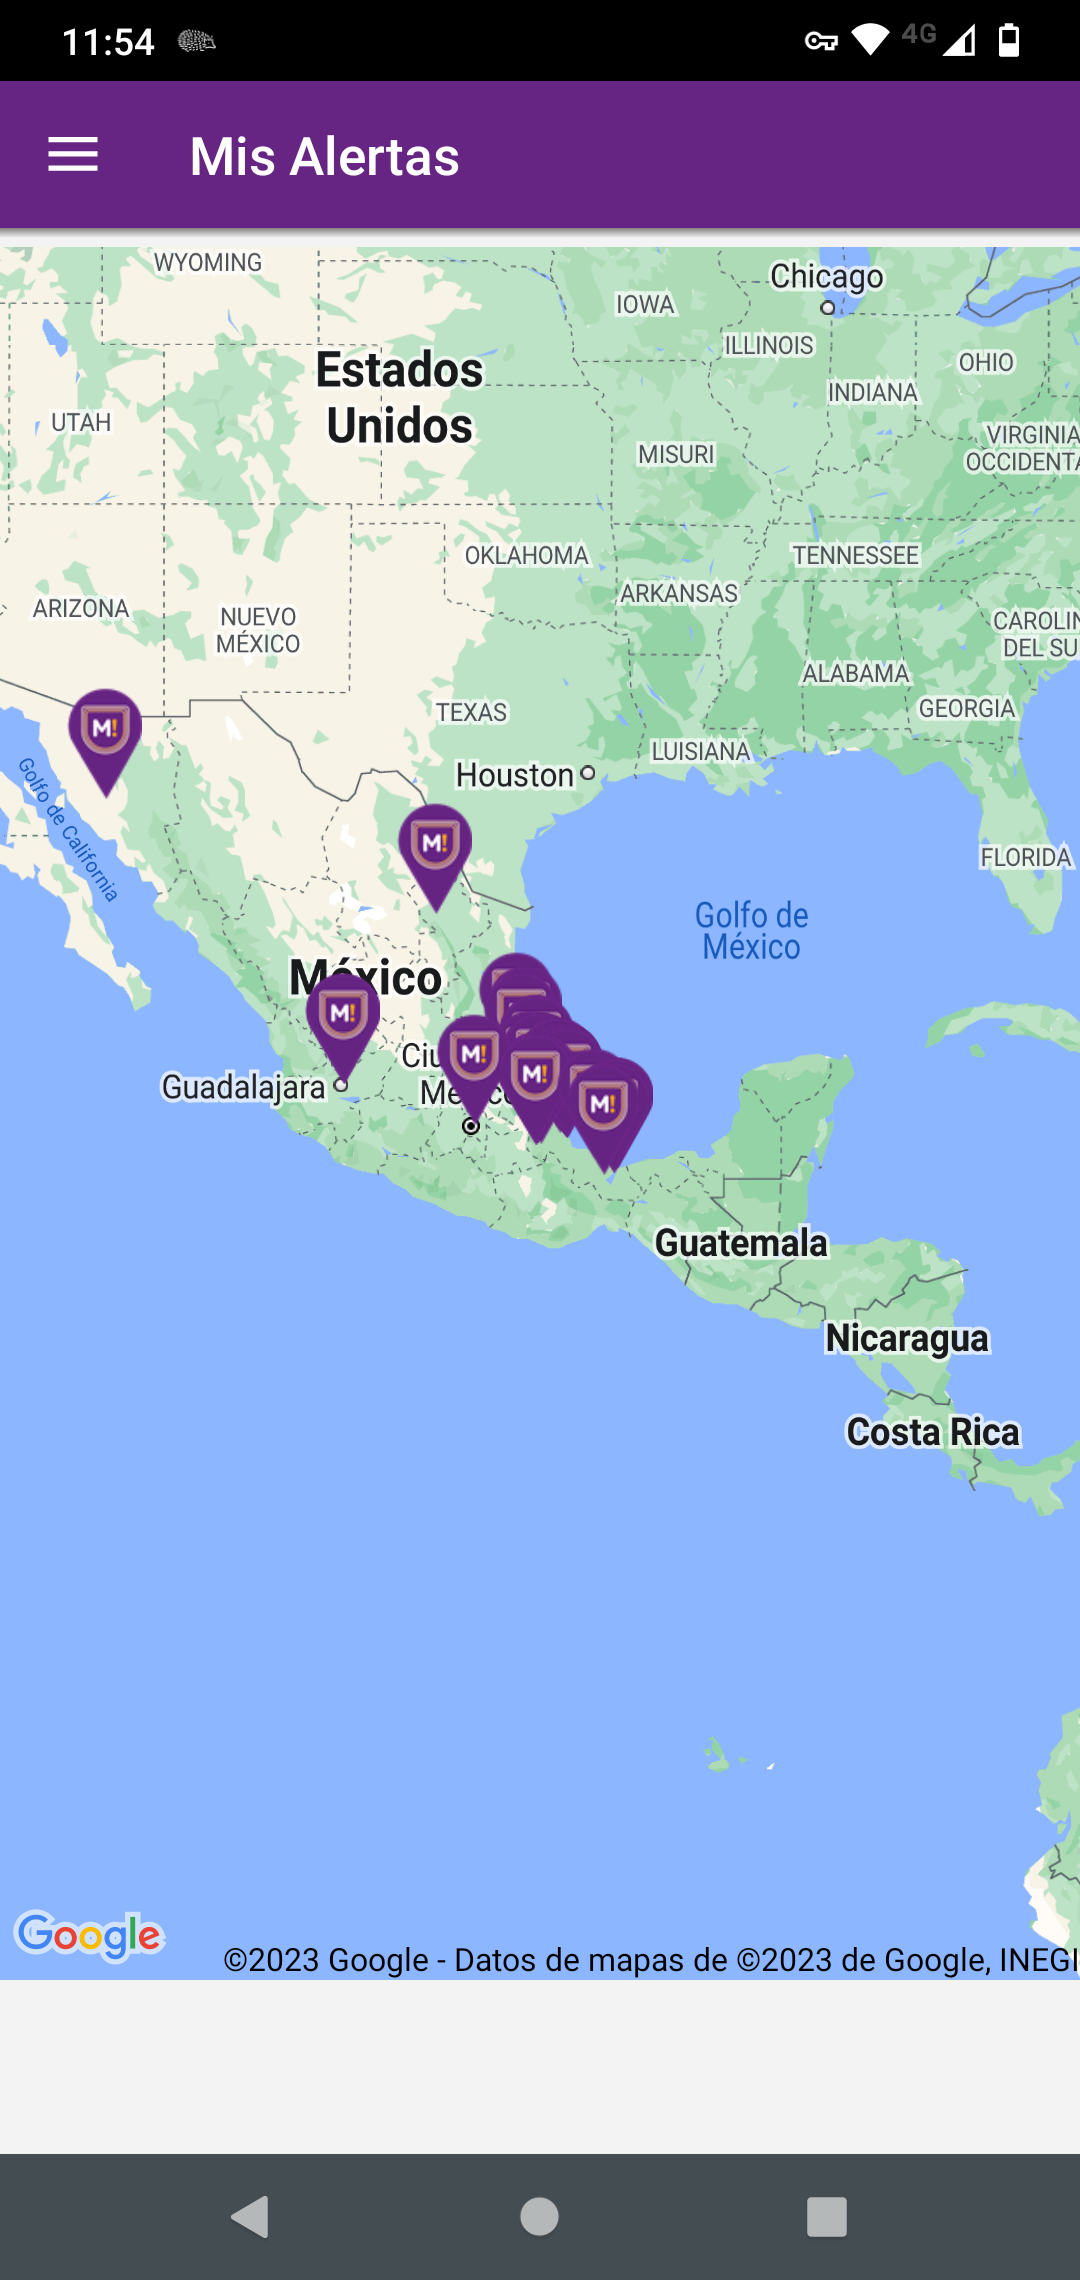 11:54
4G
Mis Alertas
WYOMING
Chicago
IOWA
ILLINOIS
OHIO
Estados
Unidos
INDIANA
UTAH
VIRGINIA
OCCIDENTA
MISURI
OKLAHOMA
TENNESSEE
ARKANSAS
ARIZONA
NUEVO
MÉXICO
CAROLIN
DEL SU
ALABAMA
GEORGIA
TEXAS
M!
LUISIANA
Houston
Golfo de California
M!
FLORIDA
Golfo de
México
México
M!
Ciu
M!
Guadalajara
Méxic
M!
M!
Guatemala
Nicaragua
Costa Rica
Google
©2023 Google - Datos de mapas de ©2023 de Google, INEGI